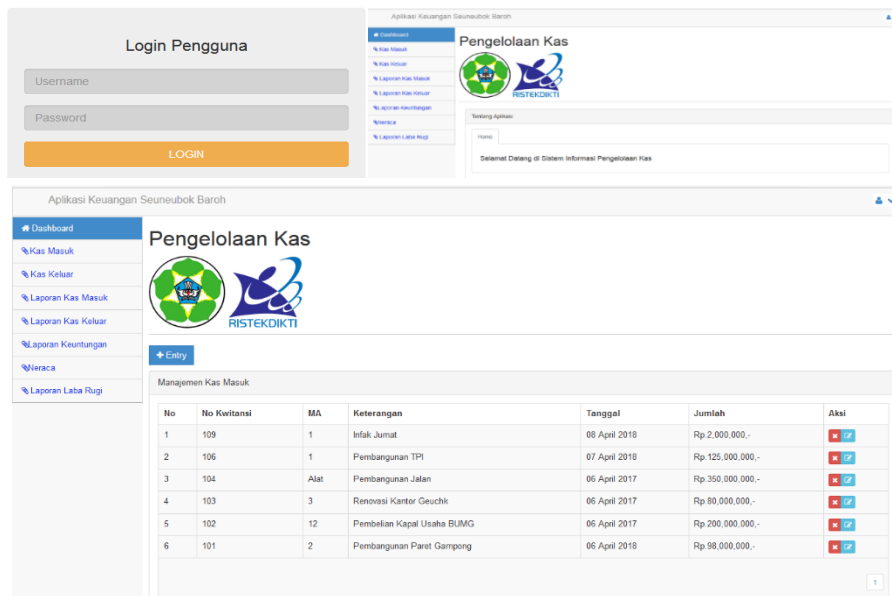 Login Pengguna
Username
Password
LOGIN
Aplikasi Keuangan Seuneubok Baroh
Dashboard
Kas Masuk
Kas Keluar
Laporan Kas Masuk
Laporan Kas Keluar
Laporan Keuntungan
Neraca
Laporan Laba Rugi
Pengelolaan Kas
RISTEKDIKTI
Tentang Aplikasi
Home
Selamat Datang di Sistem Informasi Pengelolaan Kas
Aplikasi Keuangan Seuneubok Baroh
Dashboard
Kas Masuk
Kas Keluar
Laporan Kas Masuk
Laporan Kas Keluar
Laporan Keuntungan
Neraca
Laporan Laba Rugi
Pengelolaan Kas
RISTEKDIKTI
+ Entry
Manajemen Kas Masuk
No No Kwitansi MA Keterangan Tanggal Jumlah Aksi
1 109 1 Infak Jumat 08 April 2018 Rp.2,000,000,-
2 106 1 Pembangunan TPI 07 April 2018 Rp.125,000,000,-
3 104 Alat Pembangunan Jalan 06 April 2017 Rp.350,000,000,-
4 103 3 Renovasi Kantor Geuchk 06 April 2017 Rp 80,000,000,-
5 102 12 Pembelian Kapal Usaha BUMG 06 April 2017 Rp 200,000,000,-
6 101 2 Pembangunan Paret Gampong 06 April 2018 Rp.98,000,000,-
1